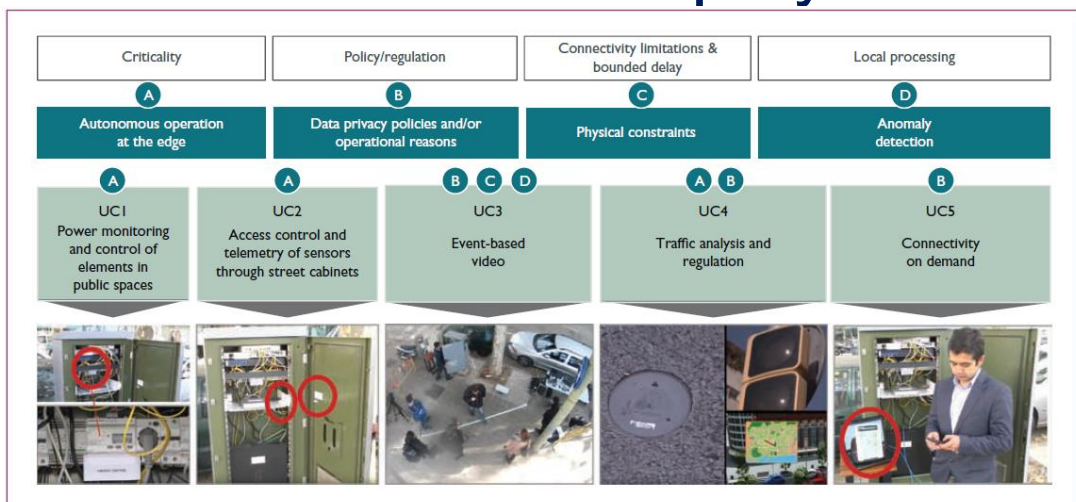 Criticality
Policy/regulation
Connectivity limitations &
bounded delay
Local processing
A
B
C
D
Autonomous operation
at the edge
Data privacy policies and/or
operational reasons
Physical constraints
Anomaly
detection
A
A
B C D
A B
B
UC1
Power monitoring
and control of
elements in
public spaces
UC2
Access control and
telemetry of sensors
through street cabinets
UC3
Event-based
video
UC4
Traffic analysis and
regulation
UC5
Connectivity
on demand